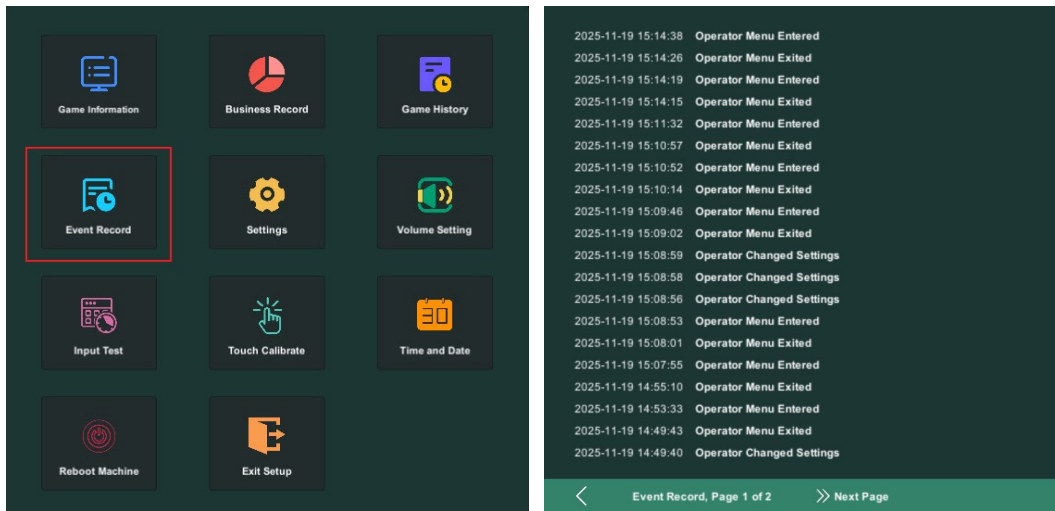 Game Information
Business Record
Game History
Event Record
Settings
Volume Setting
Input Test
Touch Calibrate
30
Time and Date
Reboot Machine
Exit Setup
2025-11-19 15:14:38 Operator Menu Entered
2025-11-19 15:14:26 Operator Menu Exited
2025-11-19 15:14:19 Operator Menu Entered
2025-11-19 15:14:15 Operator Menu Exited
2025-11-19 15:11:32 Operator Menu Entered
2025-11-19 15:10:57 Operator Menu Exited
2025-11-19 15:10:52 Operator Menu Entered
2025-11-19 15:10:14 Operator Menu Exited
2025-11-19 15:09:46 Operator Menu Entered
2025-11-19 15:09:02 Operator Menu Exited
2025-11-19 15:08:59 Operator Changed Settings
2025-11-19 15:08:58 Operator Changed Settings
2025-11-19 15:08:56 Operator Changed Settings
2025-11-19 15:08:53 Operator Menu Entered
2025-11-19 15:08:01 Operator Menu Exited
2025-11-19 15:07:55 Operator Menu Entered
2025-11-19 14:55:10 Operator Menu Exited
2025-11-19 14:53:33 Operator Menu Entered
2025-11-19 14:49:43 Operator Menu Exited
2025-11-19 14:49:40 Operator Changed Settings
Event Record, Page 1 of 2 Next Page